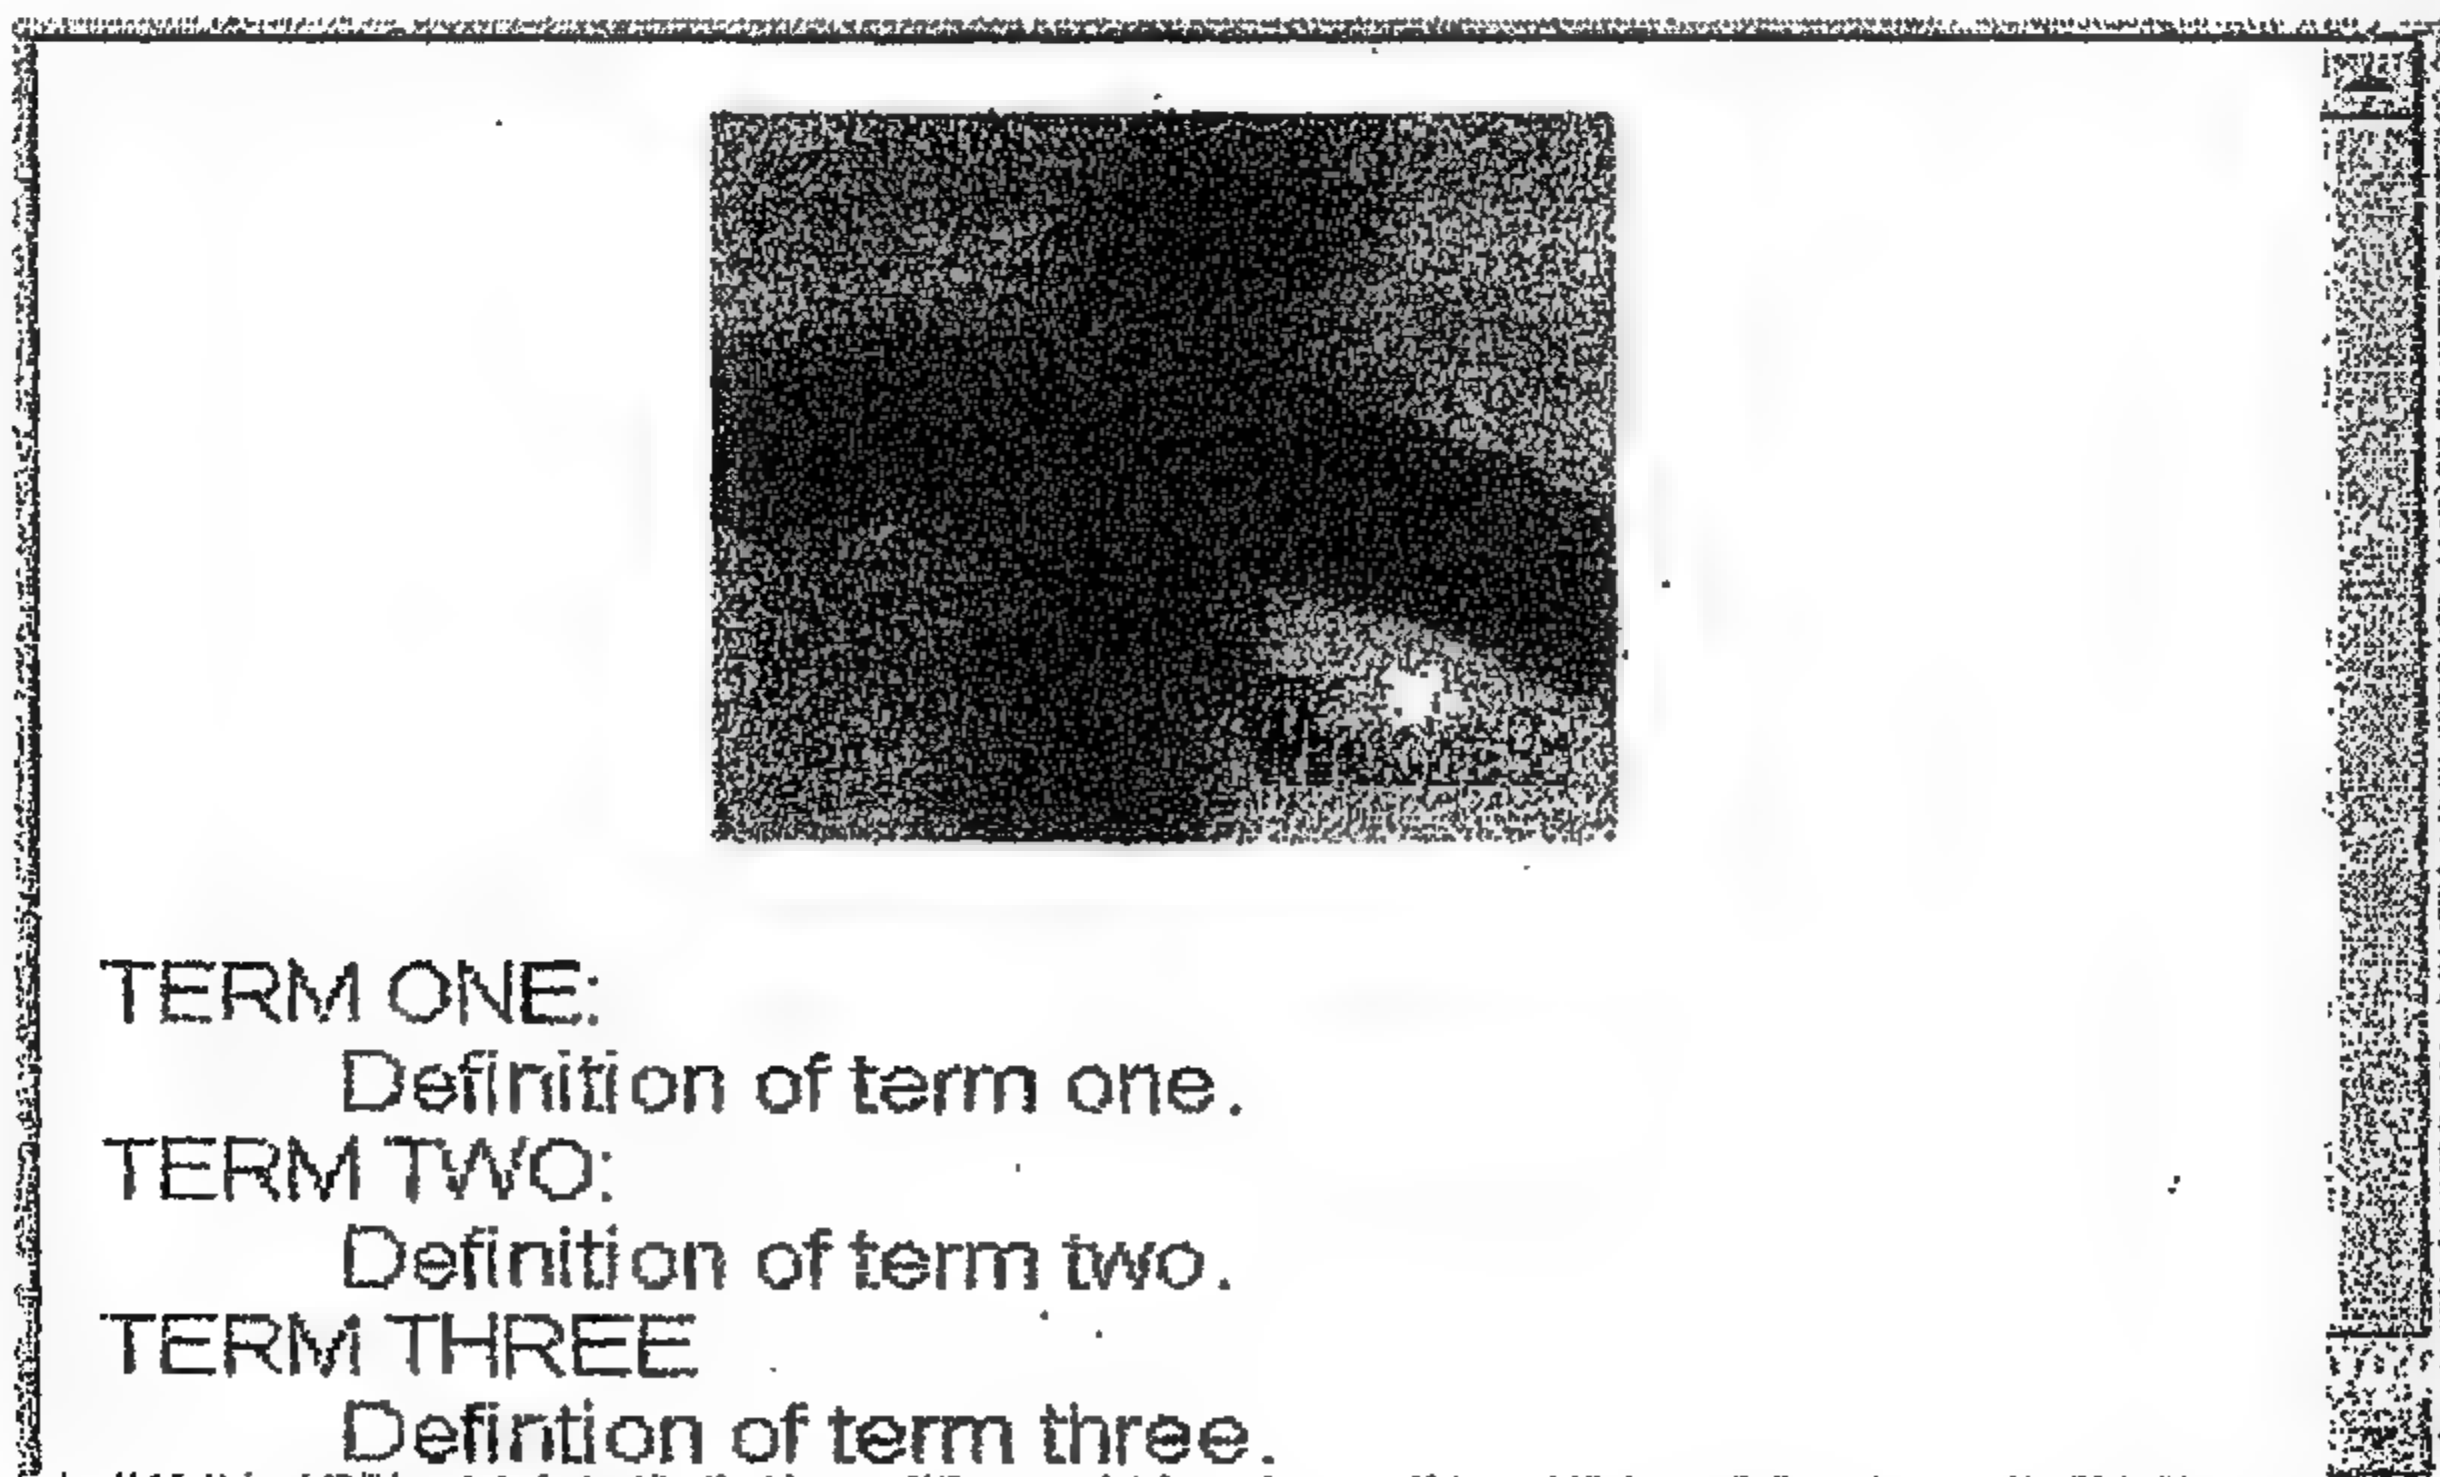 TERM ONE:
Definition of term one.
TERM TWO:
Definition of term two.
TERM THREE
Defintion of term three.